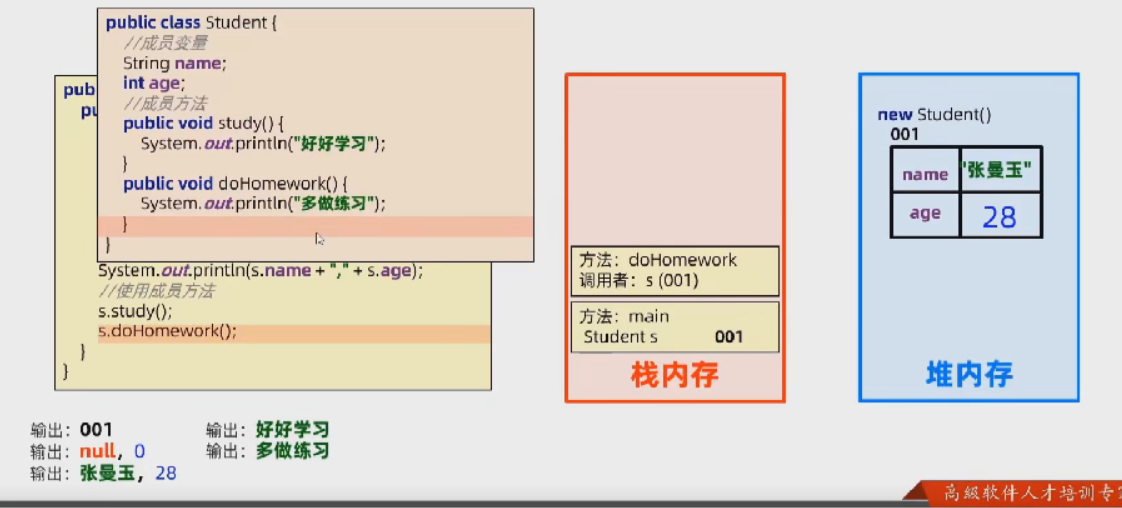 public class Student {
//成员变量
String name;
int age;
//成员方法
public void study() {
System.out.println("好好学习");
}
public void doHomework() {
System.out.println("多做练习");
}
}
System.out.println(s.name + "," + s.age);
//使用成员方法
s.study();
s.doHomework();
}
}
输出：001
输出：null，0
输出：张曼玉，28
输出：好好学习
输出：多做练习
方法：doHomework
调用者：s (001)
方法：main
Student s 001
栈内存
new Student()
001
name "张曼玉"
age 28
堆内存
高级软件人才培训专